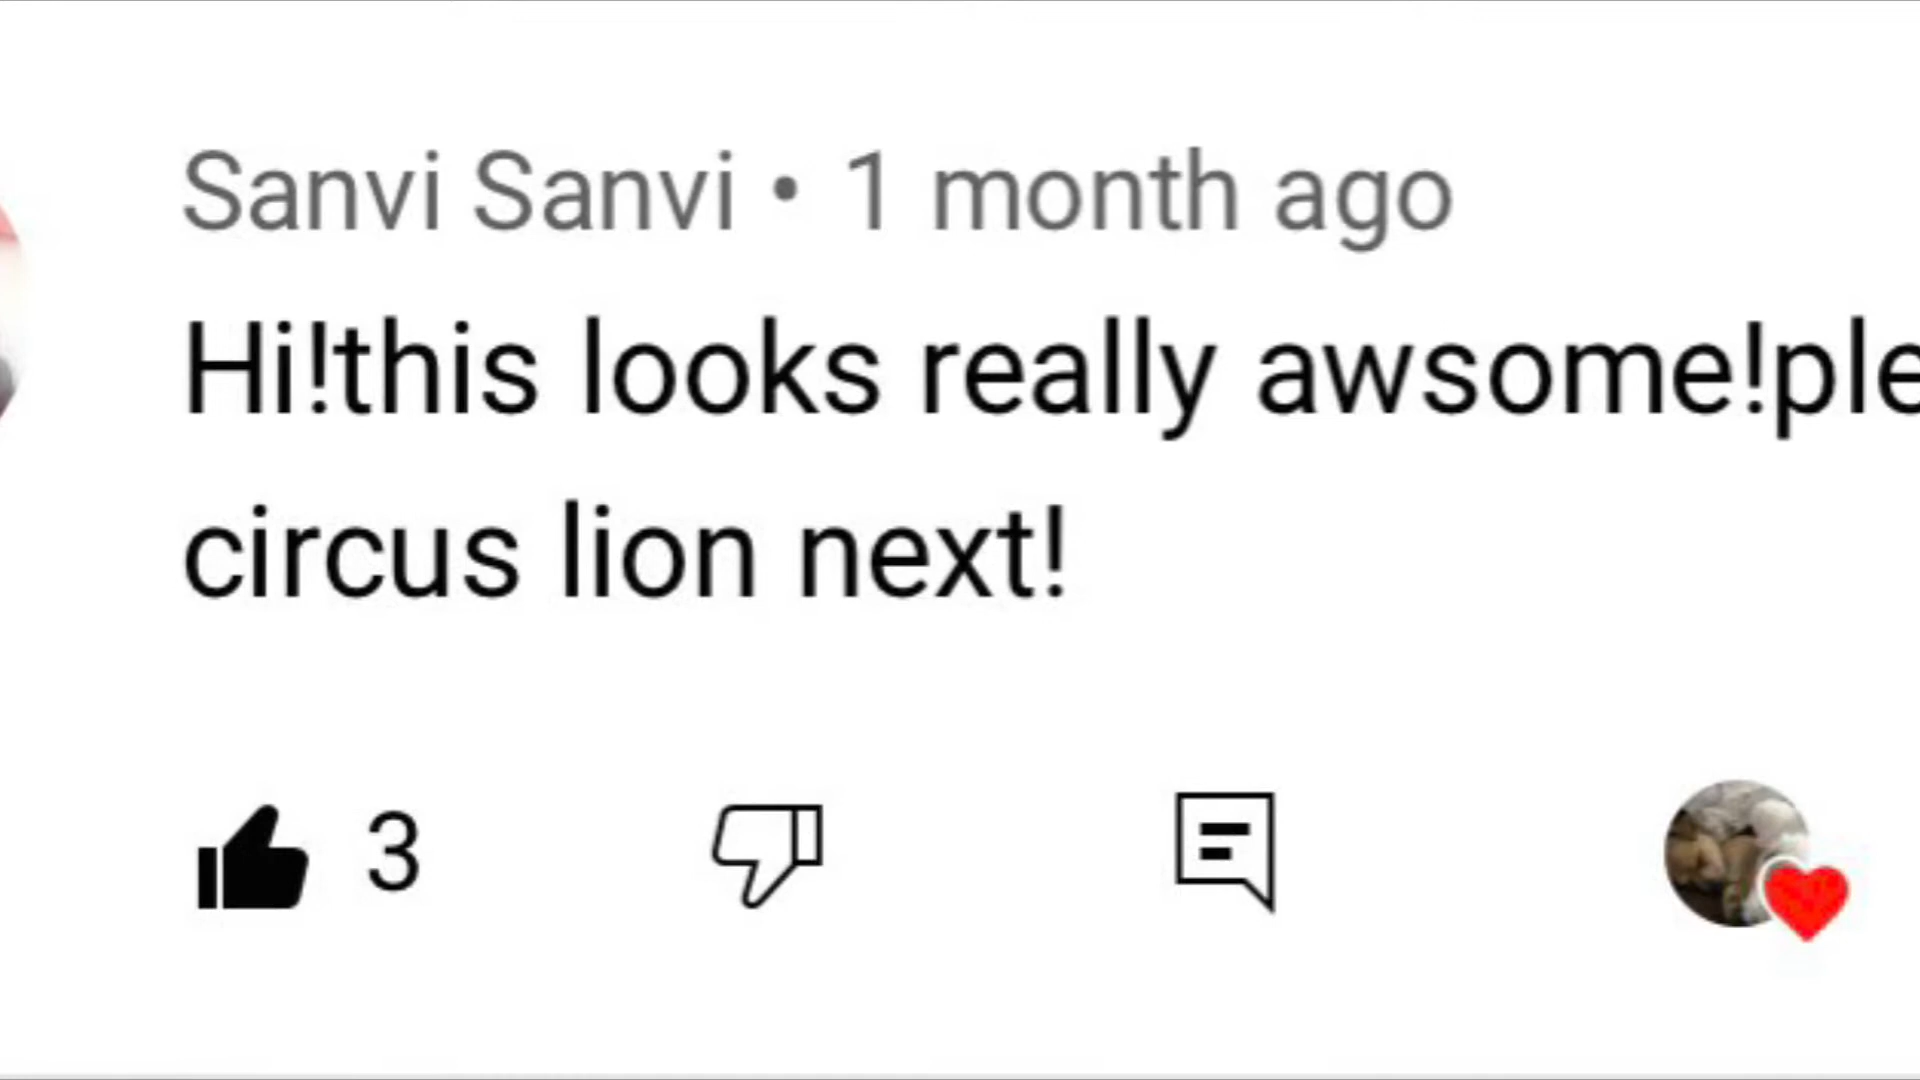 Sanvi Sanvi • 1 month ago
Hi!this looks really awsome!ple
circus lion next!
3